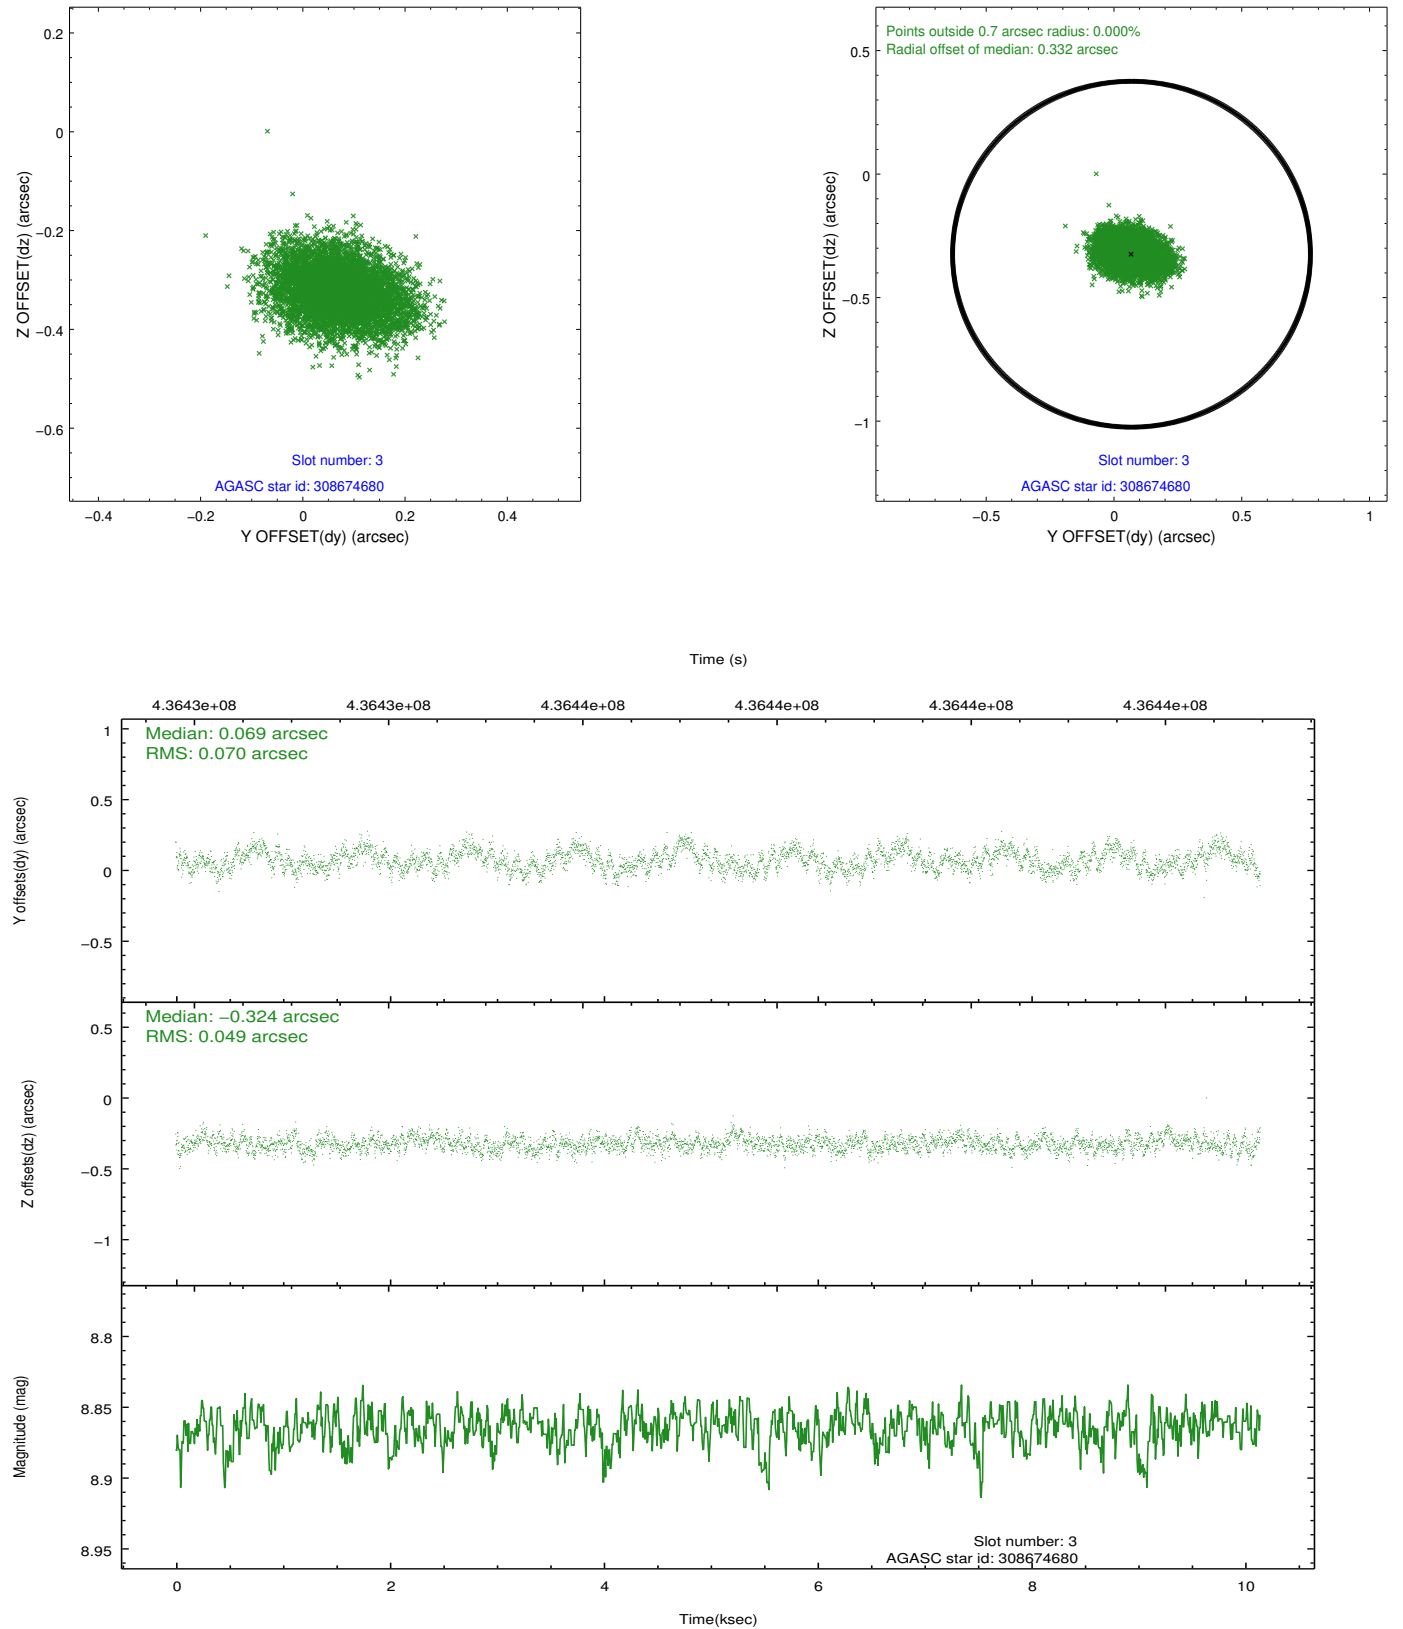 0.2
0
−0.2
−0.4
−0.6
Z OFFSET(dz) (arcsec)
Slot number: 3
AGASC star id: 308674680
−0.4 −0.2 0 0.2 0.4
Y OFFSET(dy) (arcsec)
Points outside 0.7 arcsec radius: 0.000%
Radial offset of median: 0.332 arcsec
0.5
0
−0.5
−1
Z OFFSET(dz) (arcsec)
Slot number: 3
AGASC star id: 308674680
−0.5 0 0.5 1
Y OFFSET(dy) (arcsec)
Time (s)
4.3643e+08 4.3643e+08 4.3644e+08 4.3644e+08 4.3644e+08 4.3644e+08
Median: 0.069 arcsec
RMS: 0.070 arcsec
1
0.5
0
−0.5
Y offsets(dy) (arcsec)
Median: −0.324 arcsec
RMS: 0.049 arcsec
0.5
0
−0.5
−1
Z offsets(dz) (arcsec)
8.8
8.85
8.9
8.95
Magnitude (mag)
Slot number: 3
AGASC star id: 308674680
0 2 4 6 8 10
Time(ksec)